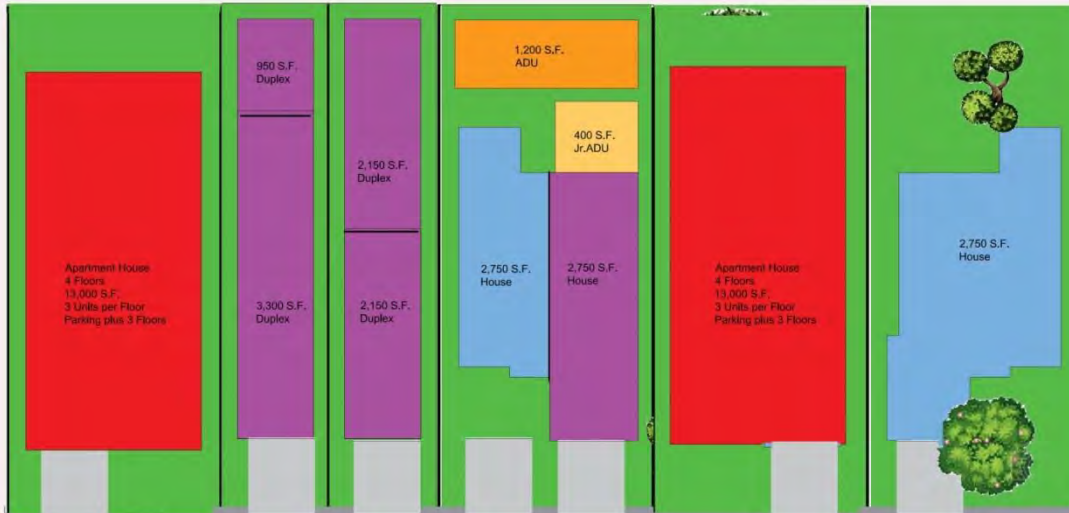 Apartment House
4 Floors
13,000 S.F.
3 Units per Floor
Parking plus 3 Floors
950 S.F.
Duplex
3,300 S.F.
Duplex
2,150 S.F.
Duplex
2,150 S.F.
Duplex
1,200 S.F.
ADU
400 S.F.
Jr.ADU
2,750 S.F.
House
2,750 S.F.
House
Apartment House
4 Floors
13,000 S.F.
3 Units per Floor
Parking plus 3 Floors
2,750 S.F.
House